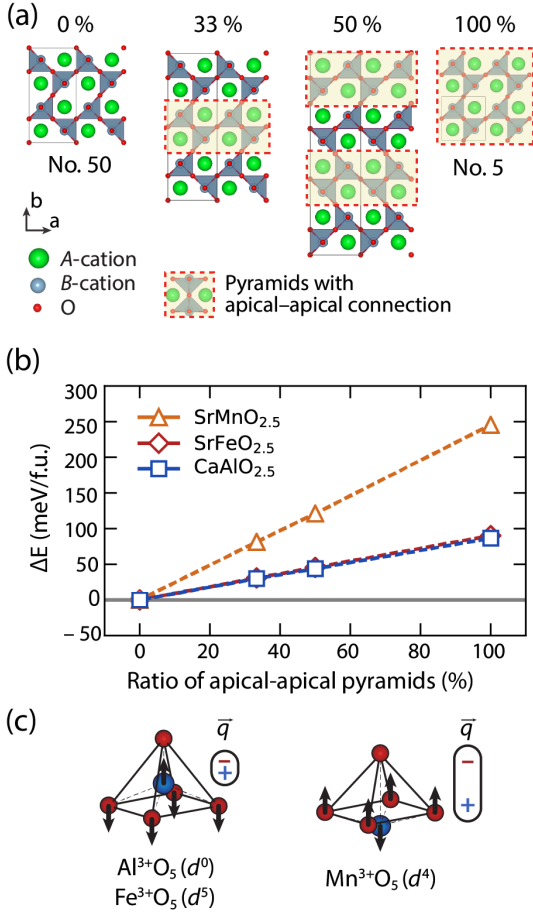 (a)
0 % 33 % 50 % 100 %
No. 50
No. 5
b
a
A-cation
B-cation
O
Pyramids with
apical–apical connection
(b)
300
250
200
150
100
50
0
– 50
ΔE (meV/f.u.)
SrMnO2.5
SrFeO2.5
CaAlO2.5
0 20 40 60 80 100
Ratio of apical-apical pyramids (%)
(c)
q⃗ q⃗
– –
+ +
Al³⁺O₅ (d⁰)
Fe³⁺O₅ (d⁵)
Mn³⁺O₅ (d⁴)